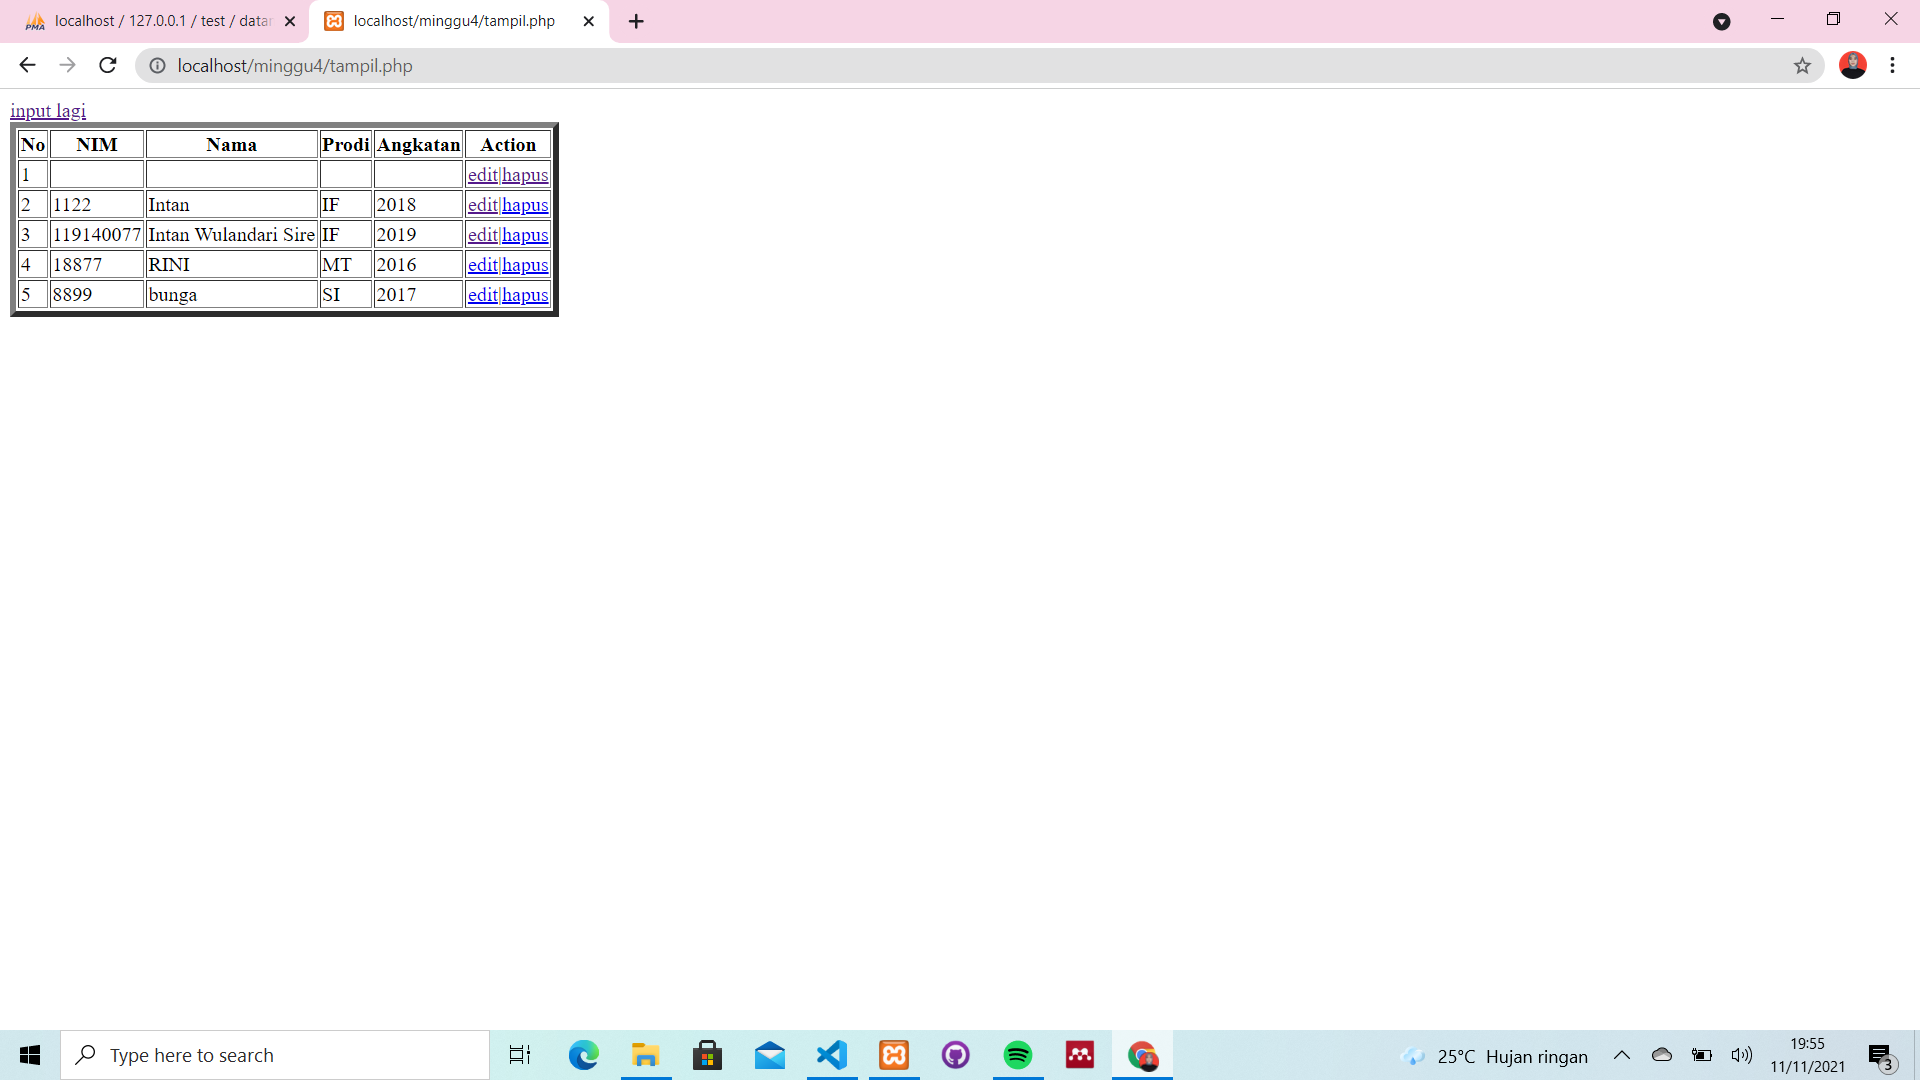 localhost / 127.0.0.1 / test / datar
localhost/minggu4/tampil.php
localhost/minggu4/tampil.php
input lagi
No NIM Nama Prodi Angkatan Action
1 edit|hapus
2 1122 Intan IF 2018 edit|hapus
3 119140077 Intan Wulandari Sire IF 2019 edit|hapus
4 18877 RINI MT 2016 edit|hapus
5 8899 bunga SI 2017 edit|hapus
Type here to search
25°C Hujan ringan
19:55
11/11/2021
3